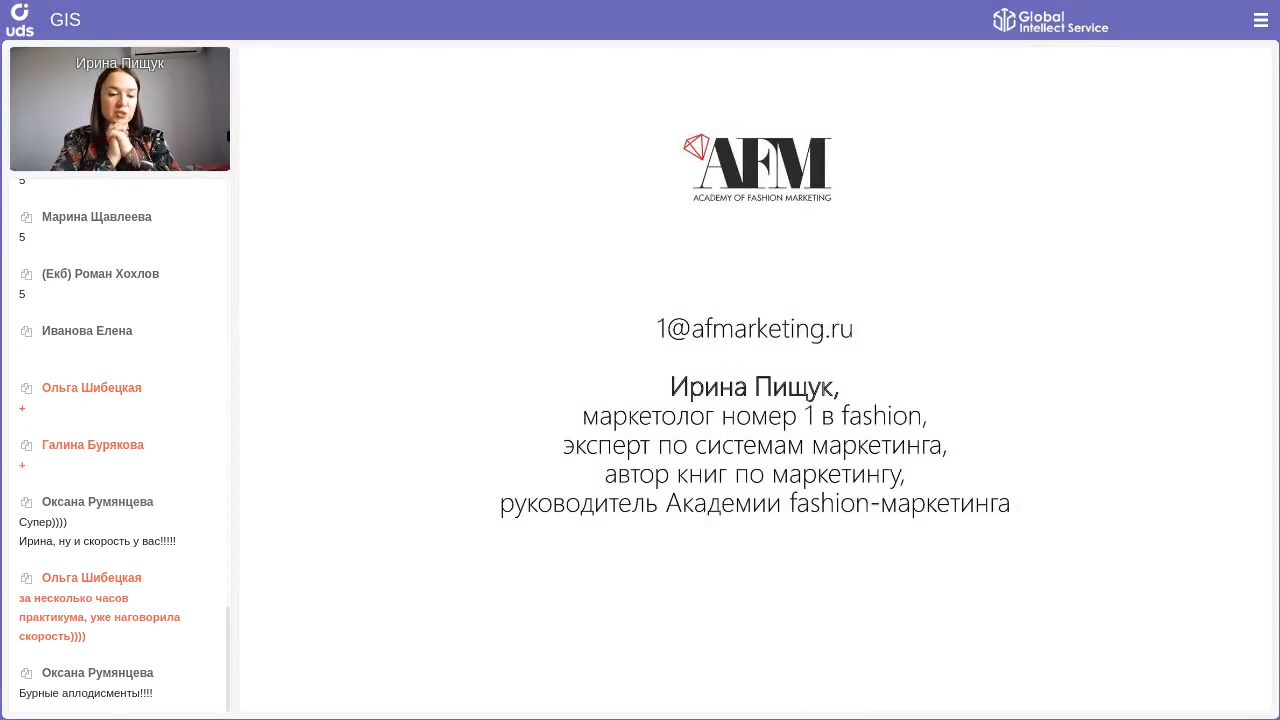 uds
GIS
Global
Intellect Service
Ирина Пищук
5
Марина Щавлеева
5
(Екб) Роман Хохлов
5
Иванова Елена
Ольга Шибецкая
+
Галина Бурякова
+
Оксана Румянцева
Супер))))
Ирина, ну и скорость у вас!!!!!
Ольга Шибецкая
за несколько часов
практикума, уже наговорила
скорость))))
Оксана Румянцева
Бурные аплодисменты!!!!
AFM
ACADEMY OF FASHION MARKETING
1@afmarketing.ru
Ирина Пищук,
маркетолог номер 1 в fashion,
эксперт по системам маркетинга,
автор книг по маркетингу,
руководитель Академии fashion-маркетинга